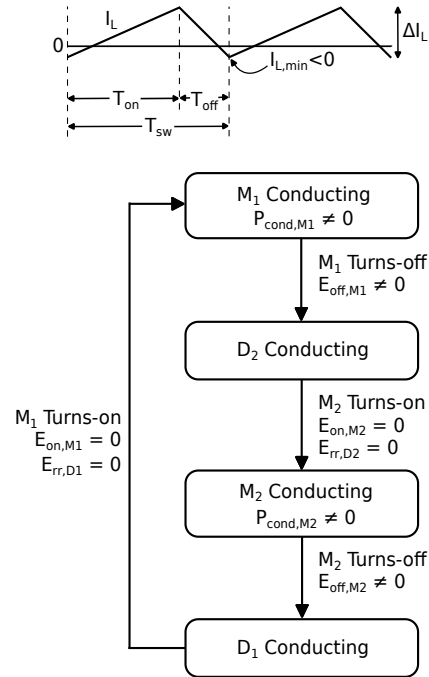 I_L
0
ΔI_L
I_L,min<0
T_on
T_off
T_sw
M_1 Conducting
P_cond,M1 ≠ 0
M_1 Turns-off
E_off,M1 ≠ 0
D_2 Conducting
M_2 Turns-on
E_on,M2 = 0
E_rr,D2 = 0
M_1 Turns-on
E_on,M1 = 0
E_rr,D1 = 0
M_2 Conducting
P_cond,M2 ≠ 0
M_2 Turns-off
E_off,M2 ≠ 0
D_1 Conducting